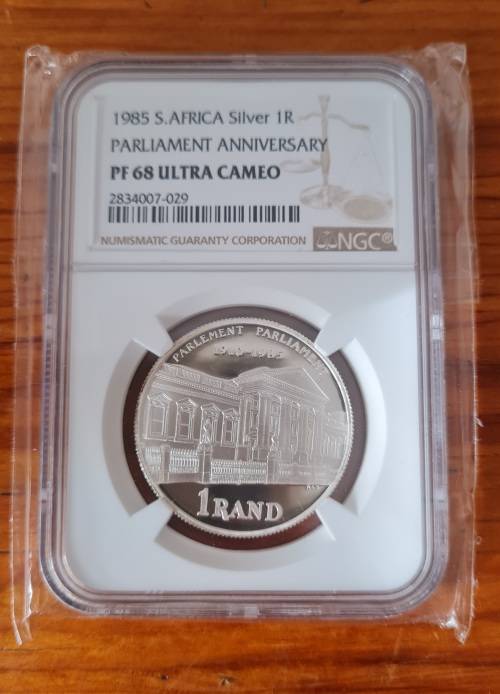 1985 S.AFRICA Silver 1R
PARLIAMENT ANNIVERSARY
PF 68 ULTRA CAMEO
2834007-029
NUMISMATIC GUARANTY CORPORATION
NGC®
PARLEMENT PARLIAMENT
1910-1985
1 RAND